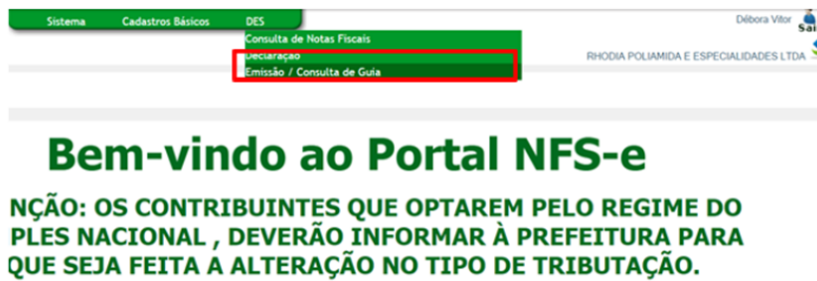 Sistema Cadastros Básicos DES Débora Vitor
Sai
Consulta de Notas Fiscais
Declaração
RHODIA POLIAMIDA E ESPECIALIDADES LTDA
Emissão / Consulta de Guia
Bem-vindo ao Portal NFS-e
NÇÃO: OS CONTRIBUINTES QUE OPTAREM PELO REGIME DO
PLES NACIONAL , DEVERÃO INFORMAR À PREFEITURA PARA
QUE SEJA FEITA A ALTERAÇÃO NO TIPO DE TRIBUTAÇÃO.